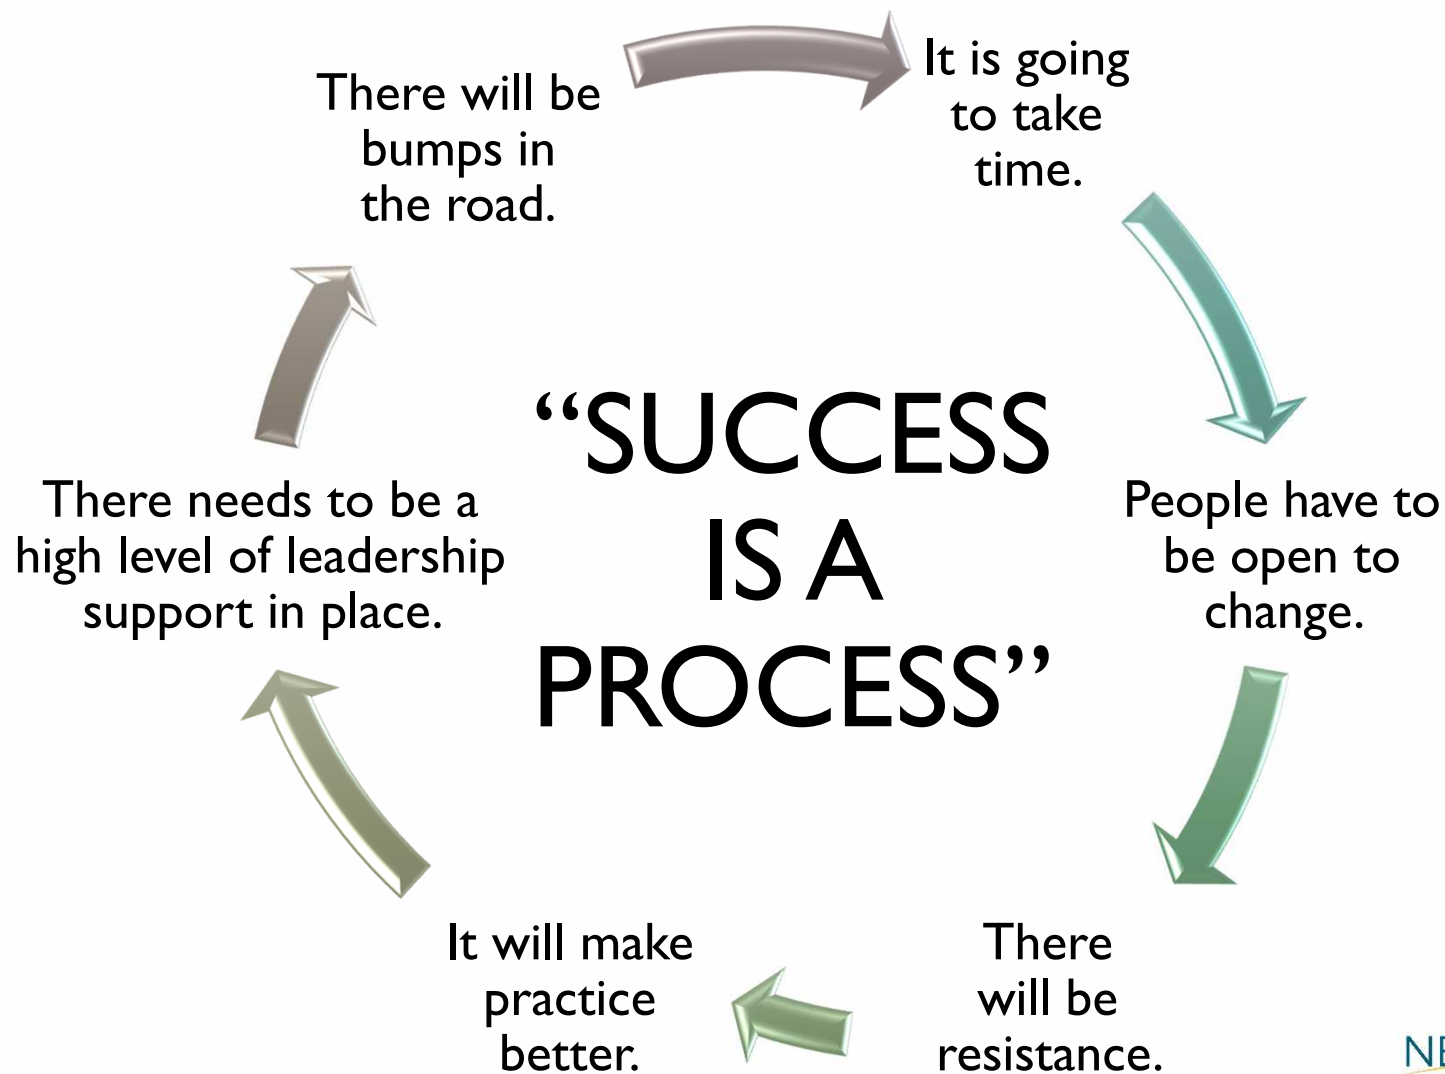 There will be
bumps in
the road.
It is going
to take
time.
People have to
be open to
change.
There
will be
resistance.
It will make
practice
better.
There needs to be a
high level of leadership
support in place.
“SUCCESS
IS A
PROCESS”